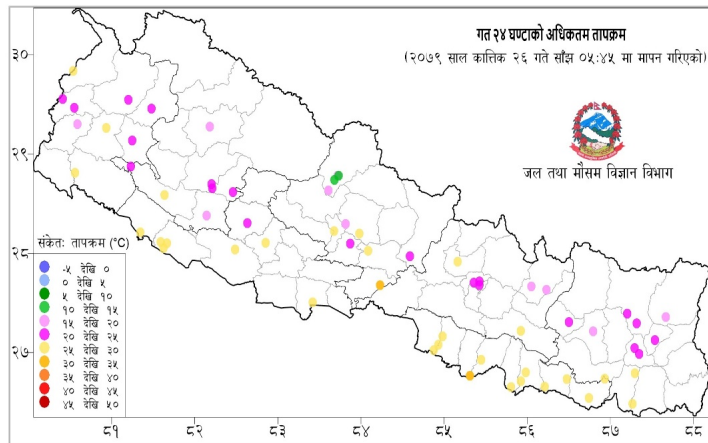 गत २४ घण्टाको अधिकतम तापक्रम
(२०७९ साल कात्तिक २६ गते साँझ ०५:४५ मा मापन गरिएको)
३०
जल तथा मौसम विज्ञान विभाग
२९
२८
संकेतः तापक्रम (°C)
-५ देखि ०
० देखि ५
५ देखि १०
१० देखि १५
१५ देखि २०
२० देखि २५
२५ देखि ३०
३० देखि ३५
३५ देखि ४०
४० देखि ४५
४५ देखि ५०
२७
८१ ८२ ८३ ८४ ८५ ८६ ८७ ८८